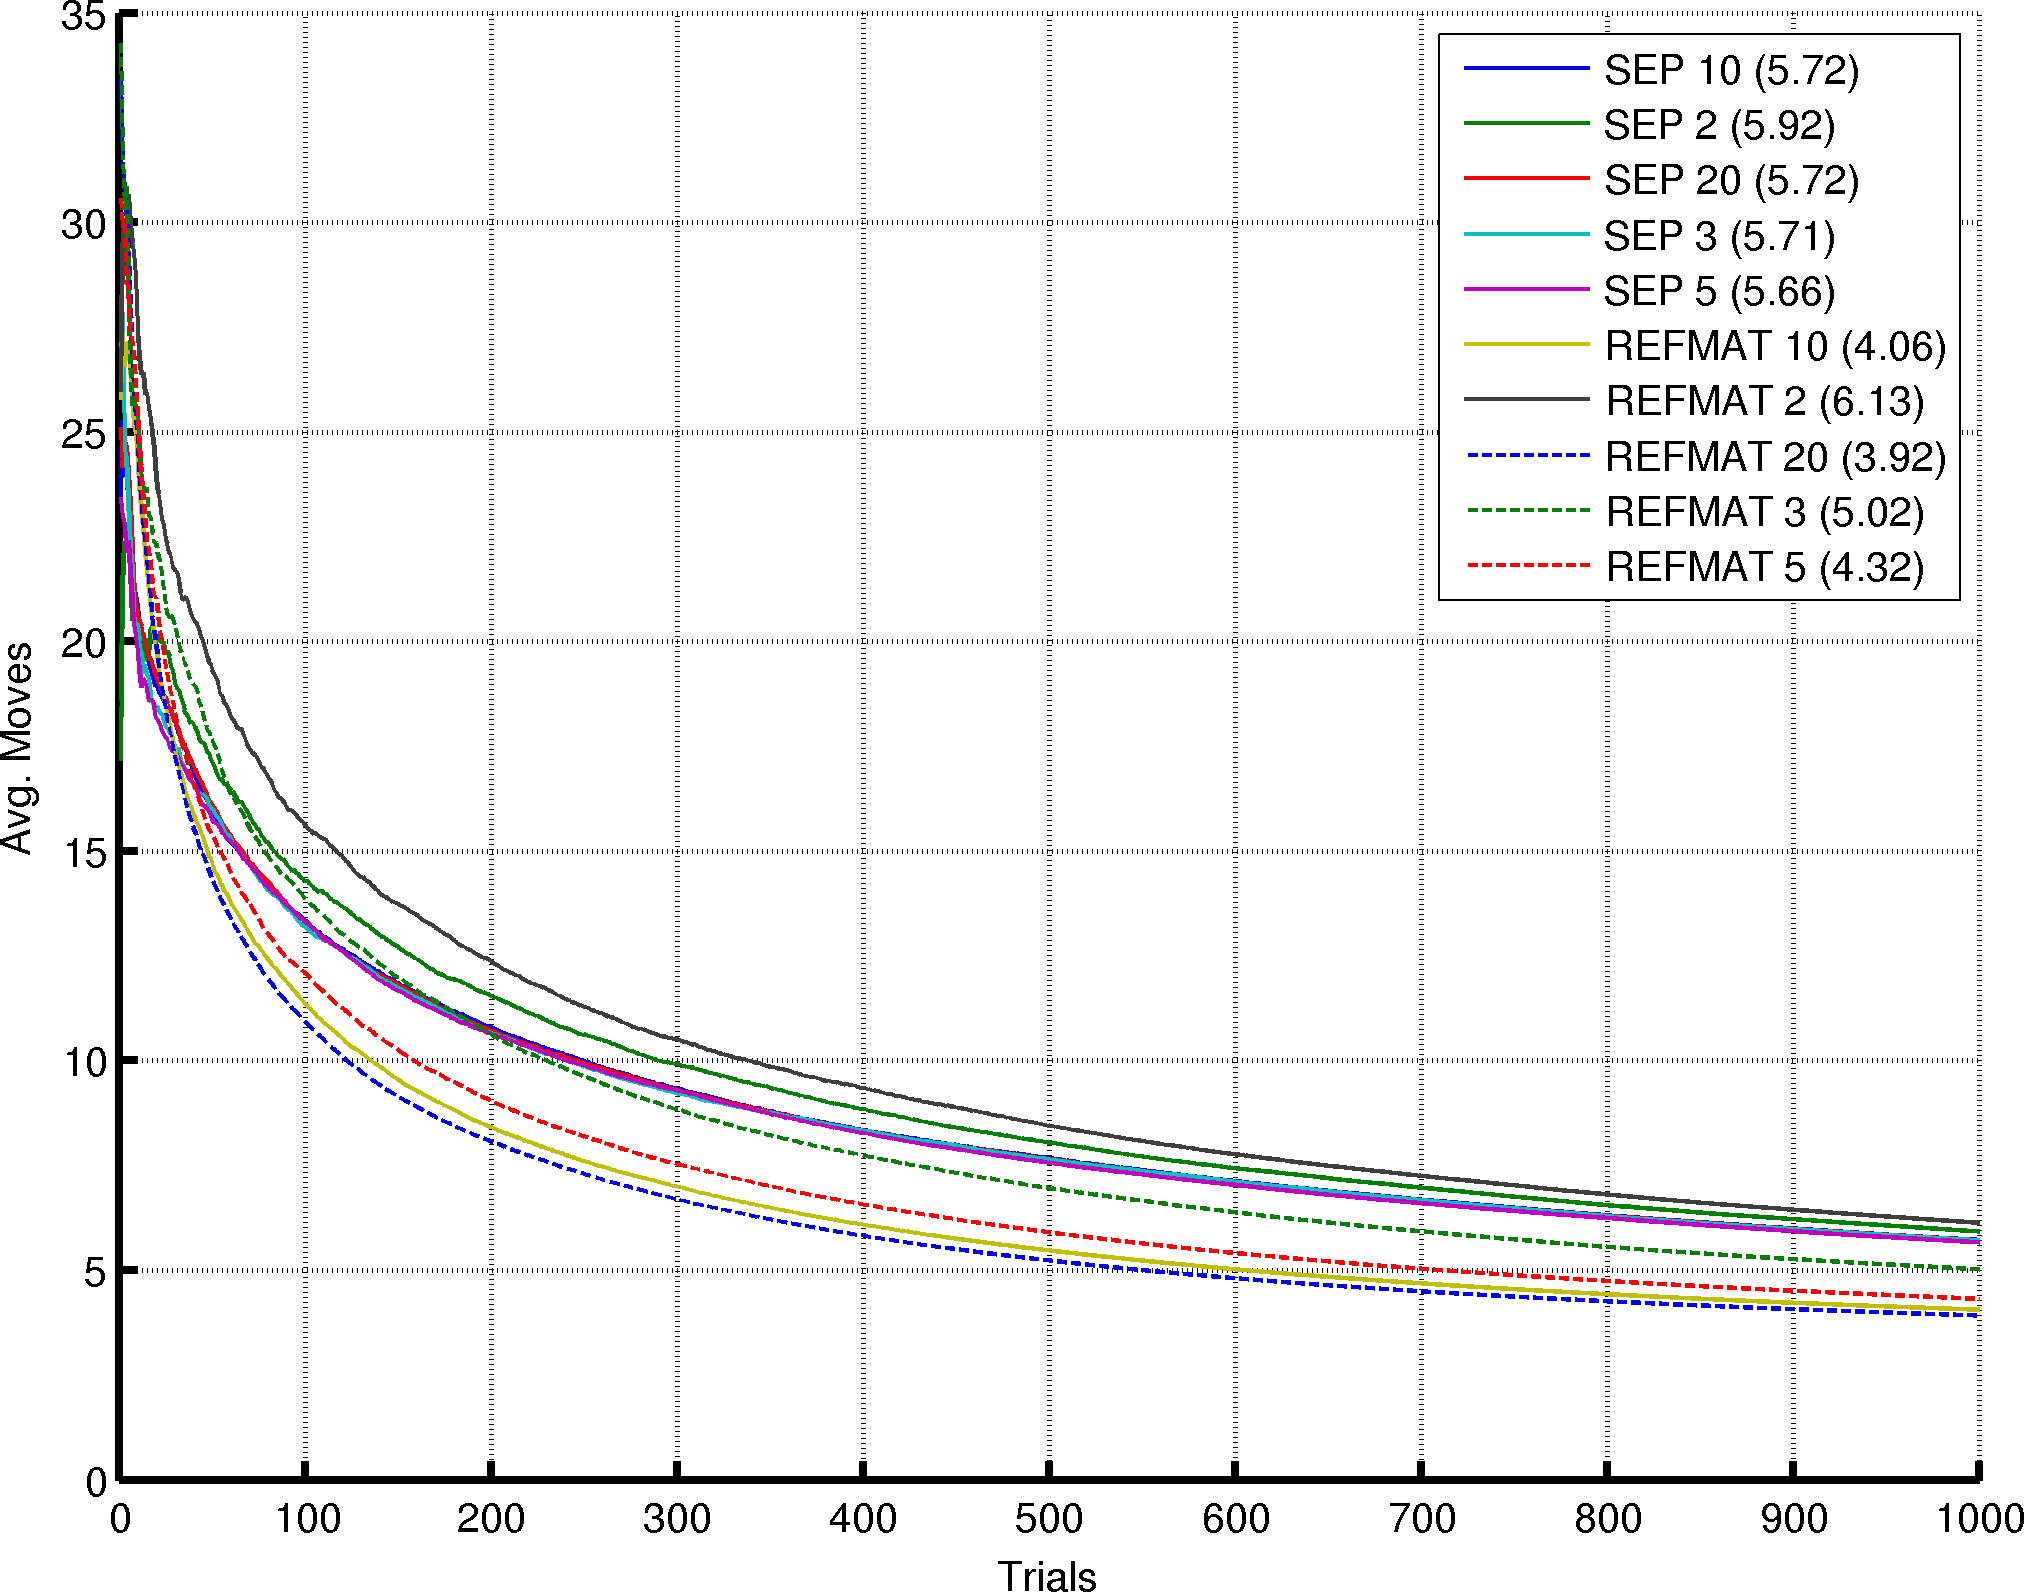 35
30
25
20
15
10
5
0
Avg. Moves
SEP 10 (5.72)
SEP 2 (5.92)
SEP 20 (5.72)
SEP 3 (5.71)
SEP 5 (5.66)
REFMAT 10 (4.06)
REFMAT 2 (6.13)
REFMAT 20 (3.92)
REFMAT 3 (5.02)
REFMAT 5 (4.32)
0 100 200 300 400 500 600 700 800 900 1000
Trials